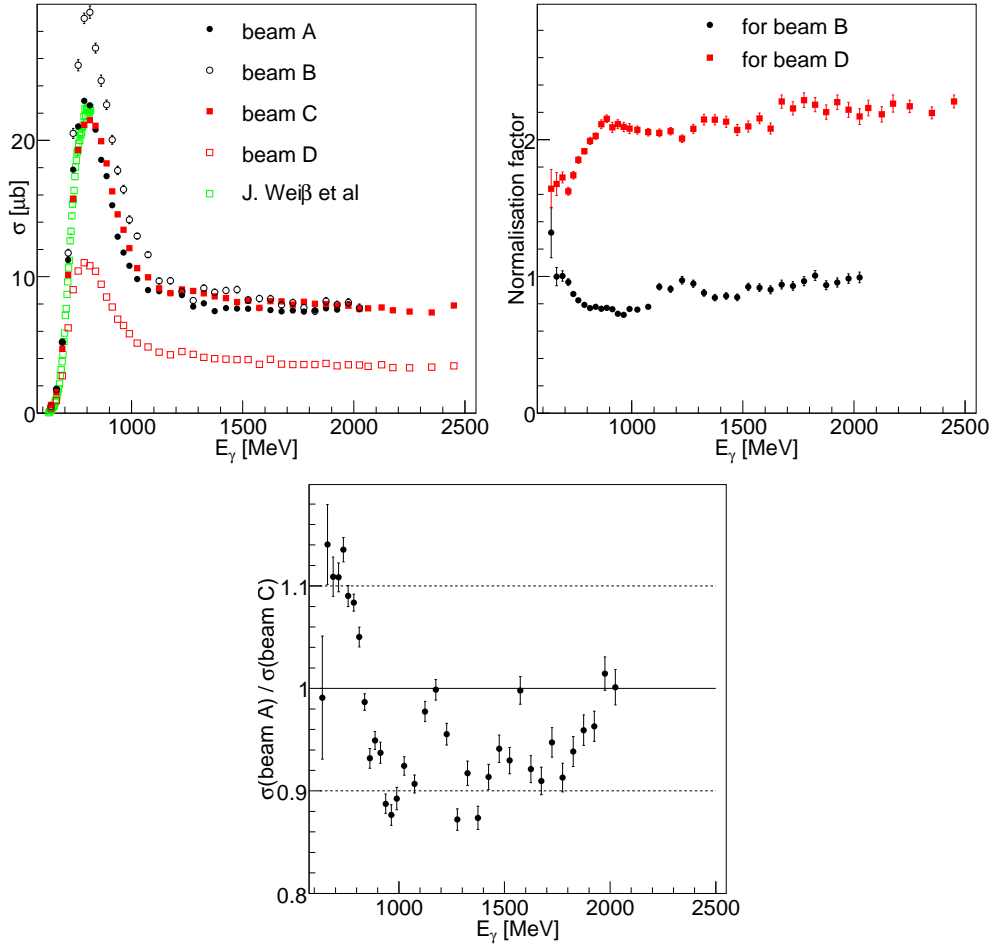 σ [μb]
20
10
0
beam A
beam B
beam C
beam D
J. Weiβ et al
1000 1500 2000 2500
E_γ [MeV]
Normalisation factor
2
1
0
for beam B
for beam D
1000 1500 2000 2500
E_γ [MeV]
σ(beam A) / σ(beam C)
1.1
1
0.9
0.8
1000 1500 2000 2500
E_γ [MeV]